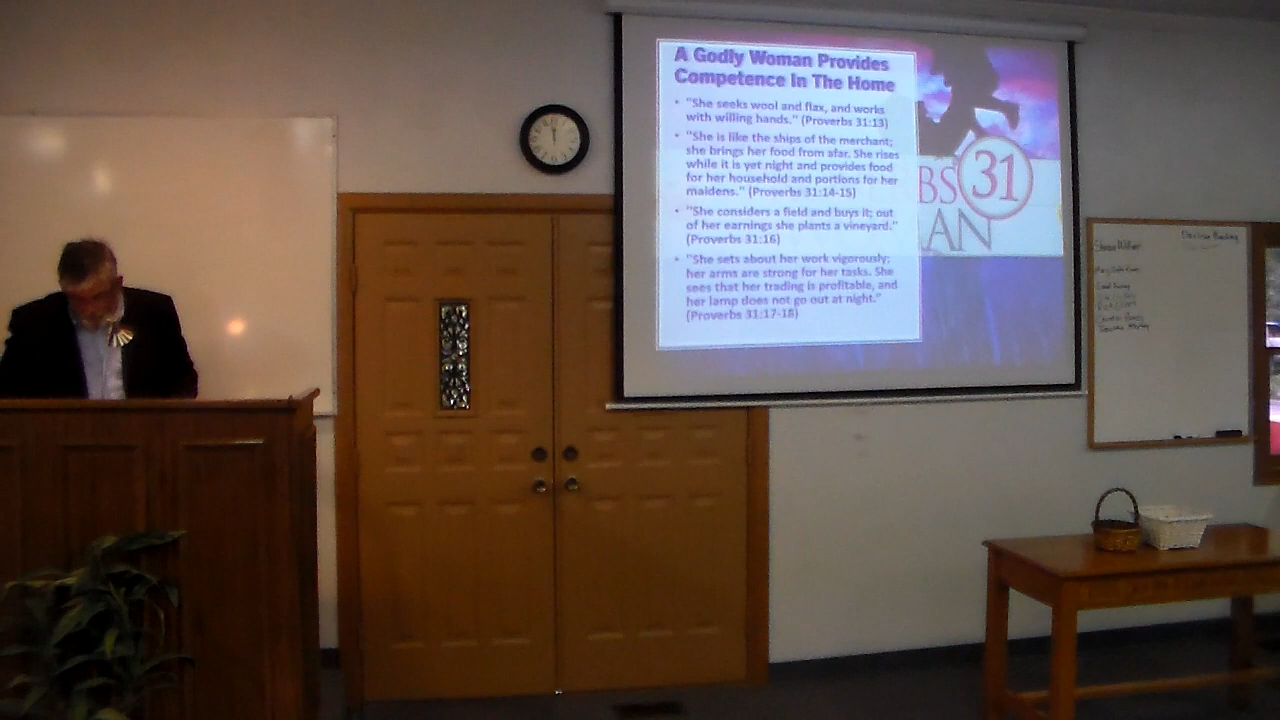 A Godly Woman Provides
Competence In The Home
• "She seeks wool and flax, and works
with willing hands." (Proverbs 31:13)
• "She is like the ships of the merchant;
she brings her food from afar. She rises
while it is yet night and provides food
for her household and portions for her
maidens." (Proverbs 31:14-15)
• "She considers a field and buys it; out
of her earnings she plants a vineyard."
(Proverbs 31:16)
• "She sets about her work vigorously;
her arms are strong for her tasks. She
sees that her trading is profitable, and
her lamp does not go out at night."
(Proverbs 31:17-18)
BS 31
AN